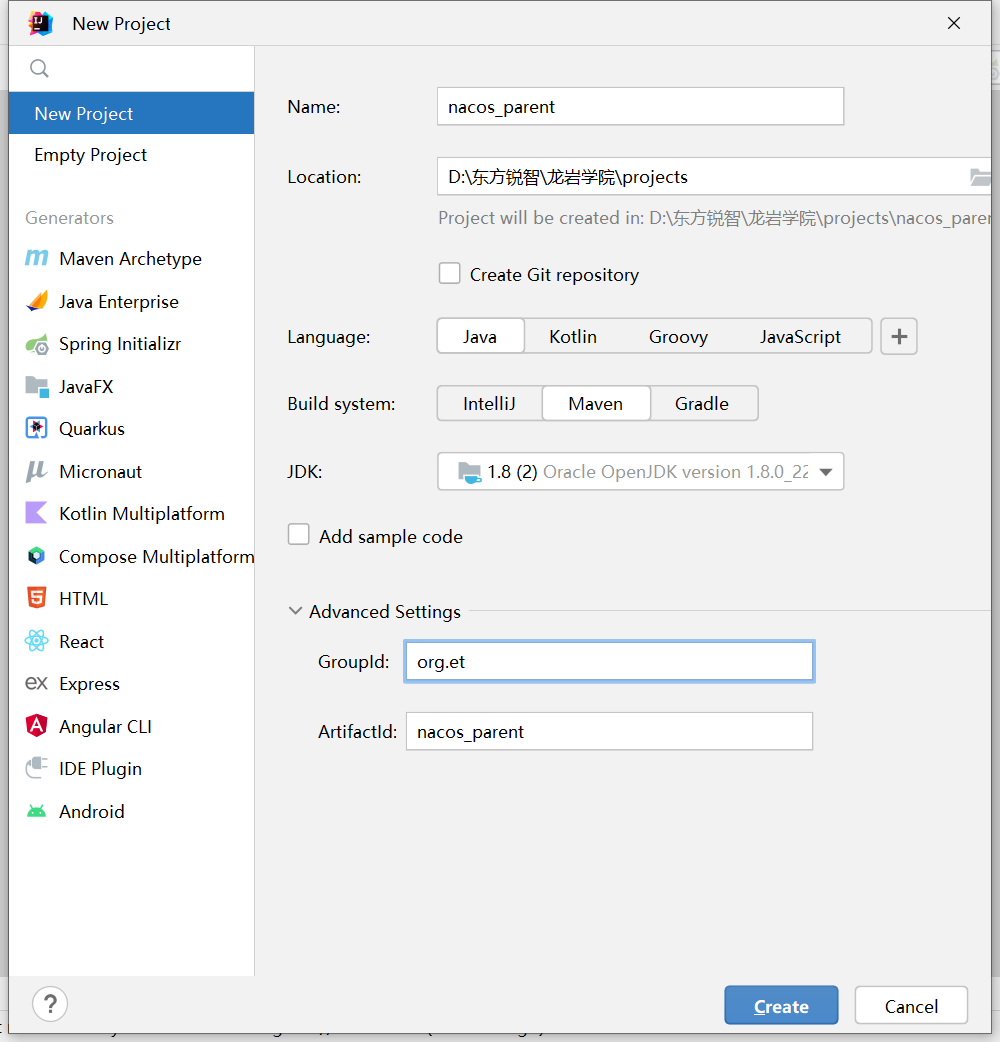 New Project
New Project
Empty Project
Generators
Maven Archetype
Java Enterprise
Spring Initializr
JavaFX
Quarkus
Micronaut
Kotlin Multiplatform
Compose Multiplatform
HTML
React
ex Express
Angular CLI
IDE Plugin
Android
Name: nacos_parent
Location: D:\东方锐智\龙岩学院\projects
Project will be created in: D:\东方锐智\龙岩学院\projects\nacos_paren
Create Git repository
Language: Java Kotlin Groovy JavaScript +
Build system: IntelliJ Maven Gradle
JDK: 1.8 (2) Oracle OpenJDK version 1.8.0_22
Add sample code
Advanced Settings
GroupId: org.et
ArtifactId: nacos_parent
? Create Cancel